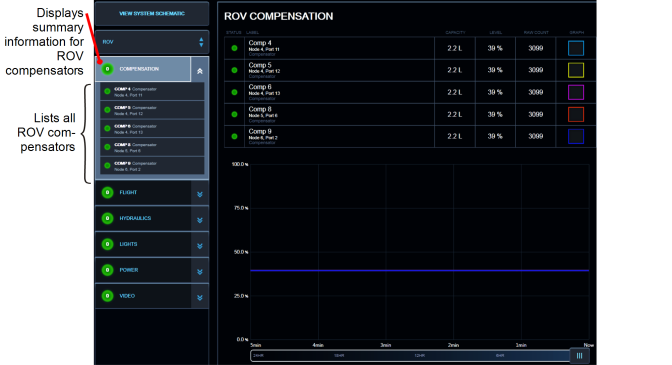 Displays
summary
information for
ROV
compensators
Lists all
ROV com-
pensators
VIEW SYSTEM SCHEMATIC
ROV
0 COMPENSATION
COMP 4 Compensator
Node 4, Port 11
COMP 5 Compensator
Node 4, Port 12
COMP 6 Compensator
Node 4, Port 13
COMP 8 Compensator
Node 5, Port 6
COMP 9 Compensator
Node 6, Port 2
0 FLIGHT
0 HYDRAULICS
0 LIGHTS
0 POWER
0 VIDEO
ROV COMPENSATION
STATUS LABEL CAPACITY LEVEL RAW COUNT GRAPH
Comp 4
Node 4, Port 11
Compensator
2.2 L 39 % 3099
Comp 5
Node 4, Port 12
Compensator
2.2 L 39 % 3099
Comp 6
Node 4, Port 13
Compensator
2.2 L 39 % 3099
Comp 8
Node 5, Port 6
Compensator
2.2 L 39 % 3099
Comp 9
Node 6, Port 2
Compensator
2.2 L 39 % 3099
100.0 %
75.0 %
50.0 %
25.0 %
0.0 %
5min 4min 3min 2min 1min Now
24HR 12HR